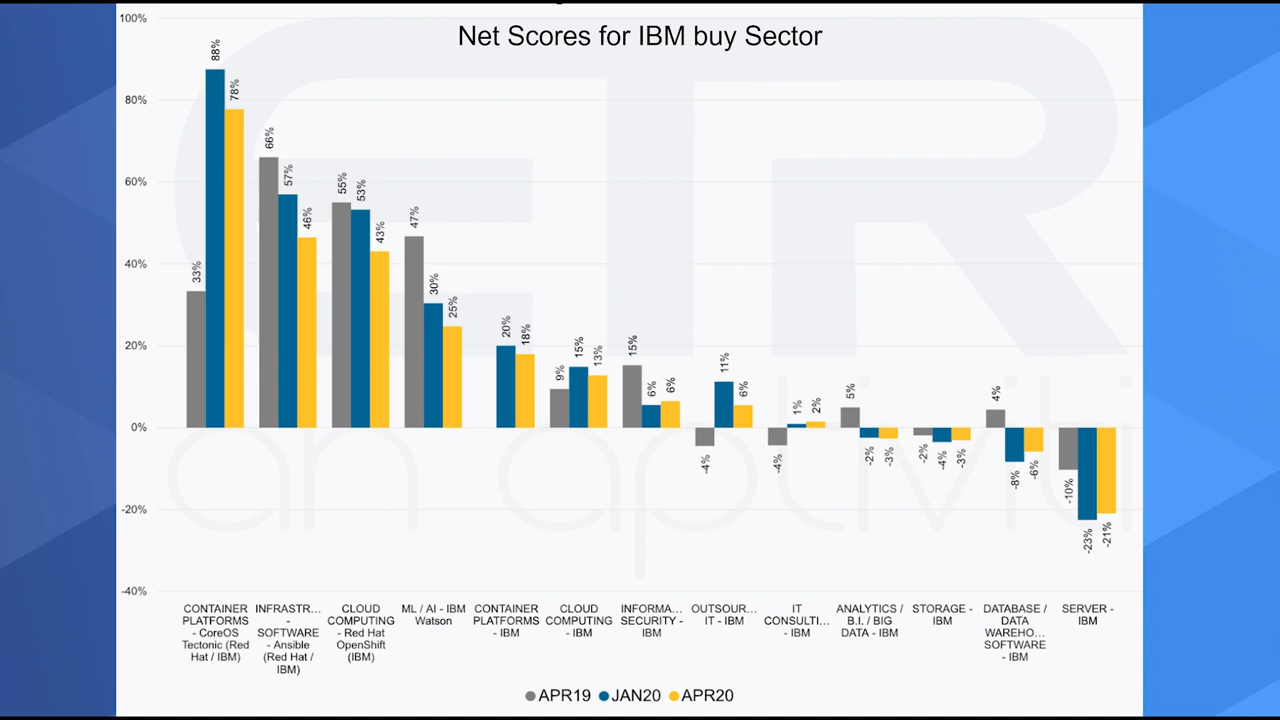 Net Scores for IBM buy Sector
100%
80%
60%
40%
20%
0%
-20%
-40%
33%
88%
78%
66%
57%
46%
55%
53%
43%
47%
30%
25%
20%
18%
9%
15%
13%
15%
6%
6%
-4%
11%
6%
-4%
1%
2%
5%
-2%
-3%
-2%
-4%
-3%
4%
-8%
-6%
-10%
-23%
-21%
CONTAINER
PLATFORMS
- CoreOS
Tectonic (Red
Hat / IBM)
INFRASTR...
-
SOFTWARE
- Ansible
(Red Hat /
IBM)
CLOUD
COMPUTING
- Red Hat
OpenShift
(IBM)
ML / AI - IBM
Watson
CONTAINER
PLATFORMS
- IBM
CLOUD
COMPUTING
- IBM
INFORMA...
SECURITY -
IBM
OUTSOUR...
IT - IBM
IT
CONSULTI...
- IBM
ANALYTICS /
B.I. / BIG
DATA - IBM
STORAGE -
IBM
DATABASE /
DATA
WAREHO...
SOFTWARE
- IBM
SERVER -
IBM
APR19 JAN20 APR20
ETR
an aptiviti